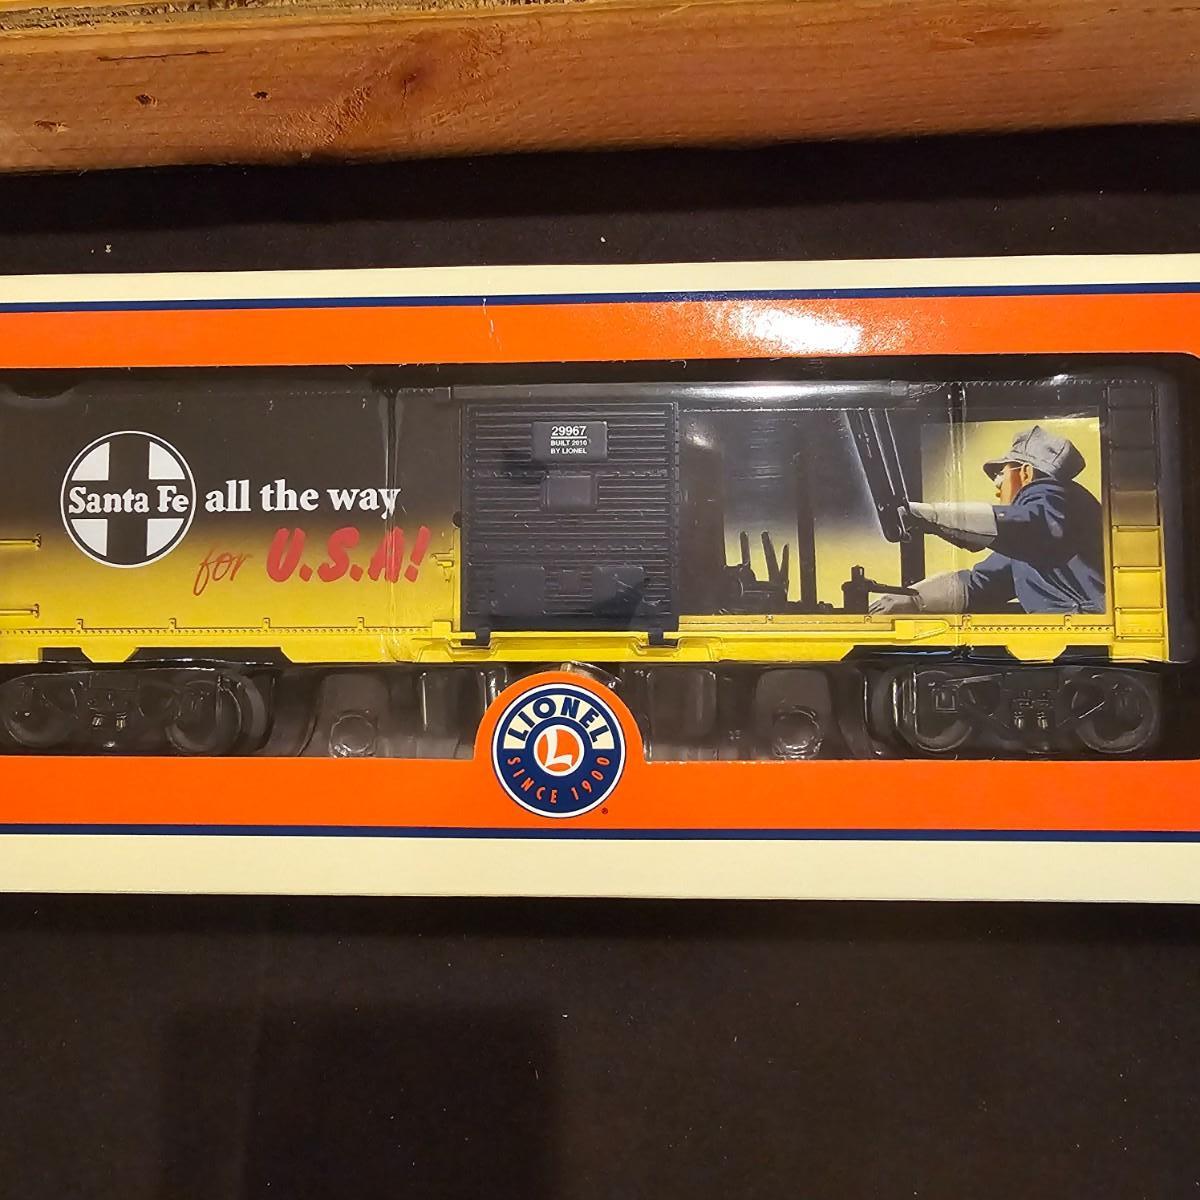 Santa Fe all the way
for U.S.A!
29967
BUILT 2010
BY LIONEL
LIONEL
L
SINCE 1900
®